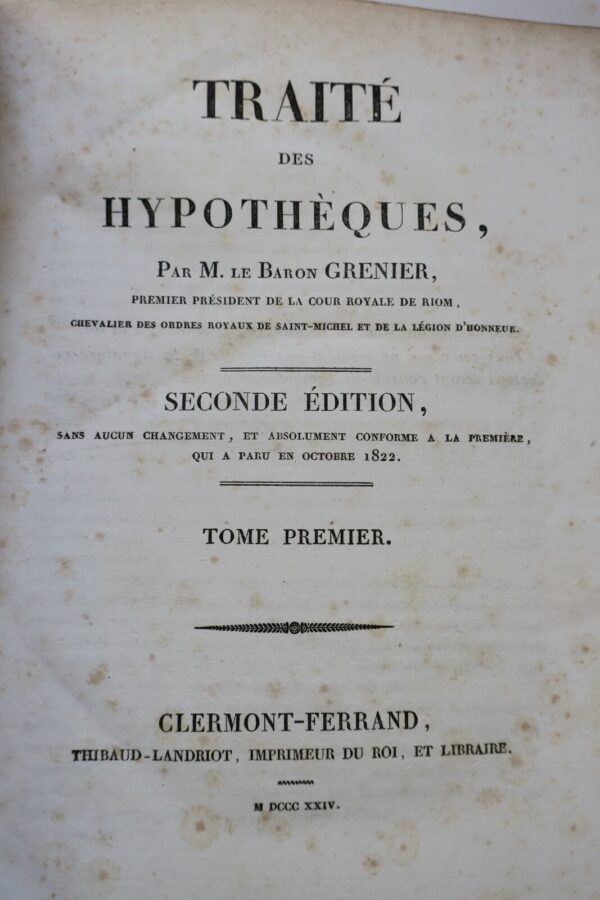 TRAITÉ
DES
HYPOTHÈQUES,
PAR M. LE BARON GRENIER,
PREMIER PRÉSIDENT DE LA COUR ROYALE DE RIOM,
CHEVALIER DES ORDRES ROYAUX DE SAINT-MICHEL ET DE LA LÉGION D'HONNEUR.
SECONDE ÉDITION,
SANS AUCUN CHANGEMENT, ET ABSOLUMENT CONFORME A LA PREMIÈRE,
QUI A PARU EN OCTOBRE 1822.
TOME PREMIER.
CLERMONT-FERRAND,
THIBAUD-LANDRIOT, IMPRIMEUR DU ROI, ET LIBRAIRE.
M DCCC XXIV.